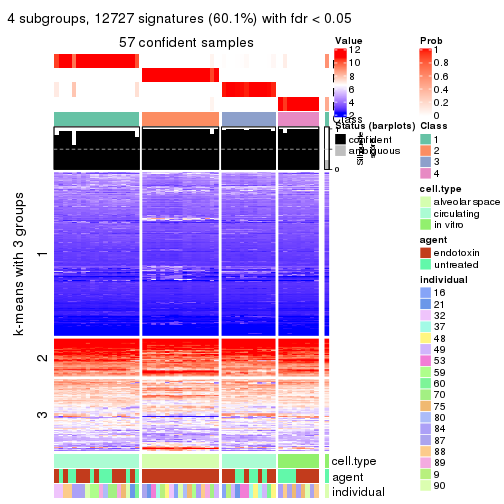 4 subgroups, 12727 signatures (60.1%) with fdr < 0.05
57 confident samples
k-means with 3 groups
1
2
3
Class
Silhouette
score
0
cell.type
agent
individual
Value
12
10
8
6
4
2
Status (barplots)
confident
ambiguous
Prob
1
0.8
0.6
0.4
0.2
0
Class
1
2
3
4
cell.type
alveolar space
circulating
in vitro
agent
endotoxin
untreated
individual
16
21
32
37
48
49
53
59
60
70
75
80
84
87
88
89
9
90